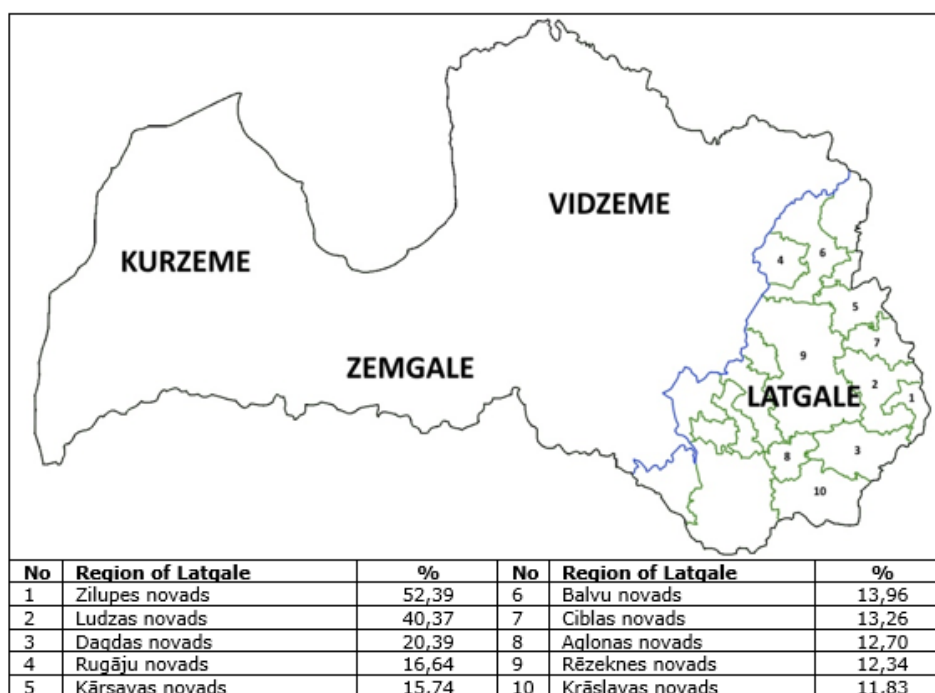 VIDZEME
KURZEME
4
6
5
7
9
ZEMGALE
2
LATGALE
1
8
3
10
No Region of Latgale % No Region of Latgale %
1 Zilupes novads 52,39 6 Balvu novads 13,96
2 Ludzas novads 40,37 7 Ciblas novads 13,26
3 Dagdas novads 20,39 8 Aglonas novads 12,70
4 Rugāju novads 16,64 9 Rēzeknes novads 12,34
5 Kārsavas novads 15,74 10 Krāslavas novads 11,83